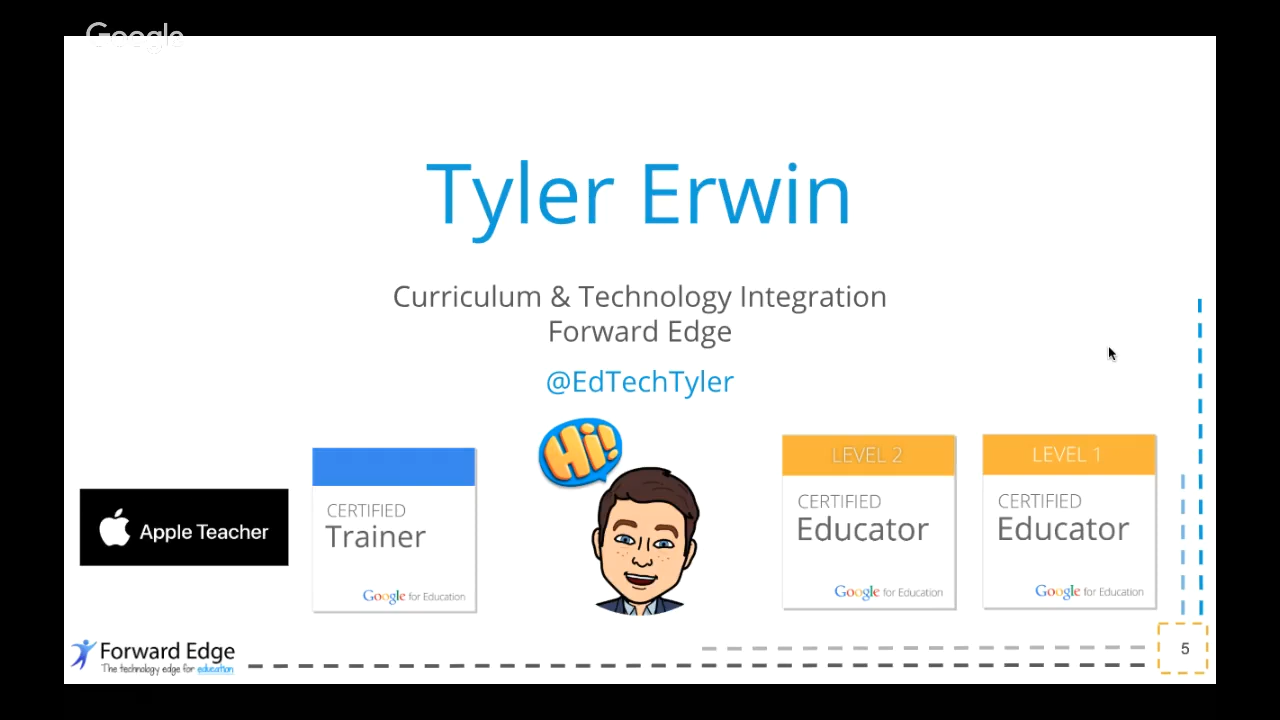 Google
Tyler Erwin
Curriculum & Technology Integration
Forward Edge
@EdTechTyler
Hi!
Apple Teacher
CERTIFIED
Trainer
Google for Education
LEVEL 2
CERTIFIED
Educator
Google for Education
LEVEL 1
CERTIFIED
Educator
Google for Education
Forward Edge
The technology edge for education
5